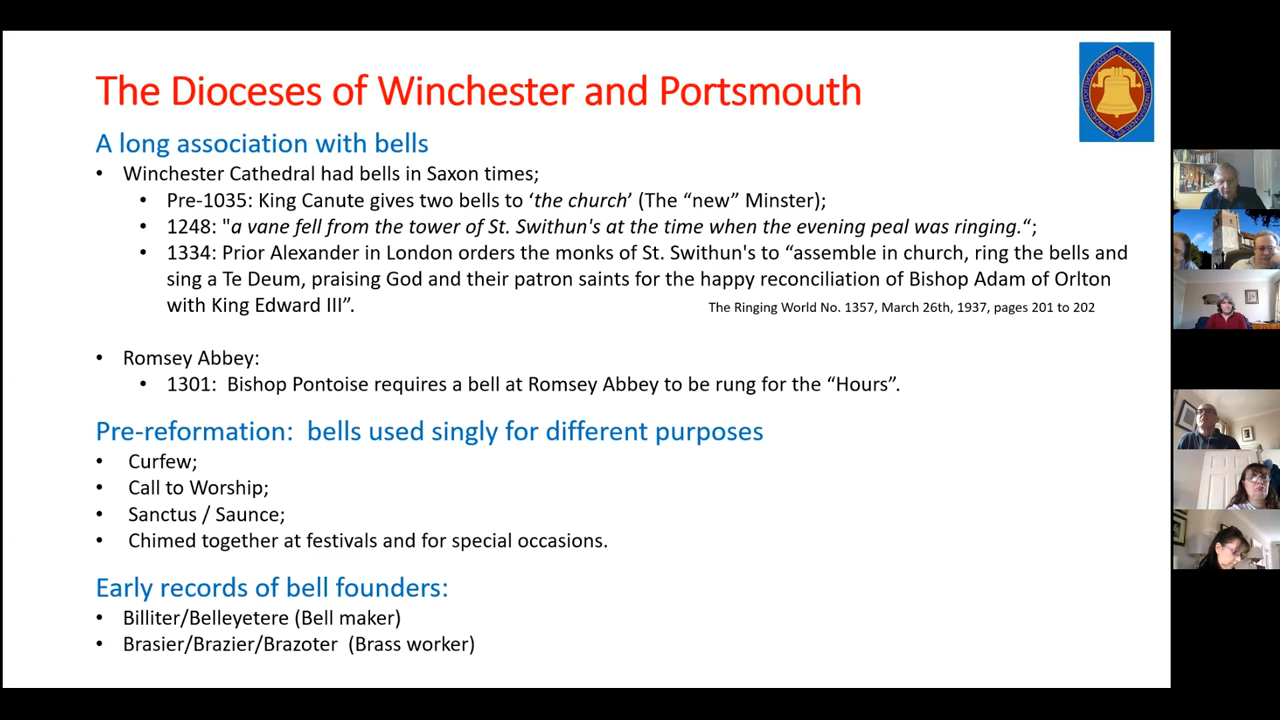 The Dioceses of Winchester and Portsmouth
A long association with bells
• Winchester Cathedral had bells in Saxon times;
• Pre-1035: King Canute gives two bells to ‘the church’ (The “new” Minster);
• 1248: "a vane fell from the tower of St. Swithun's at the time when the evening peal was ringing.“;
• 1334: Prior Alexander in London orders the monks of St. Swithun's to “assemble in church, ring the bells and
sing a Te Deum, praising God and their patron saints for the happy reconciliation of Bishop Adam of Orlton
with King Edward III”.
The Ringing World No. 1357, March 26th, 1937, pages 201 to 202
• Romsey Abbey:
• 1301: Bishop Pontoise requires a bell at Romsey Abbey to be rung for the “Hours”.
Pre-reformation: bells used singly for different purposes
• Curfew;
• Call to Worship;
• Sanctus / Saunce;
• Chimed together at festivals and for special occasions.
Early records of bell founders:
• Billiter/Belleyetere (Bell maker)
• Brasier/Brazier/Brazoter (Brass worker)